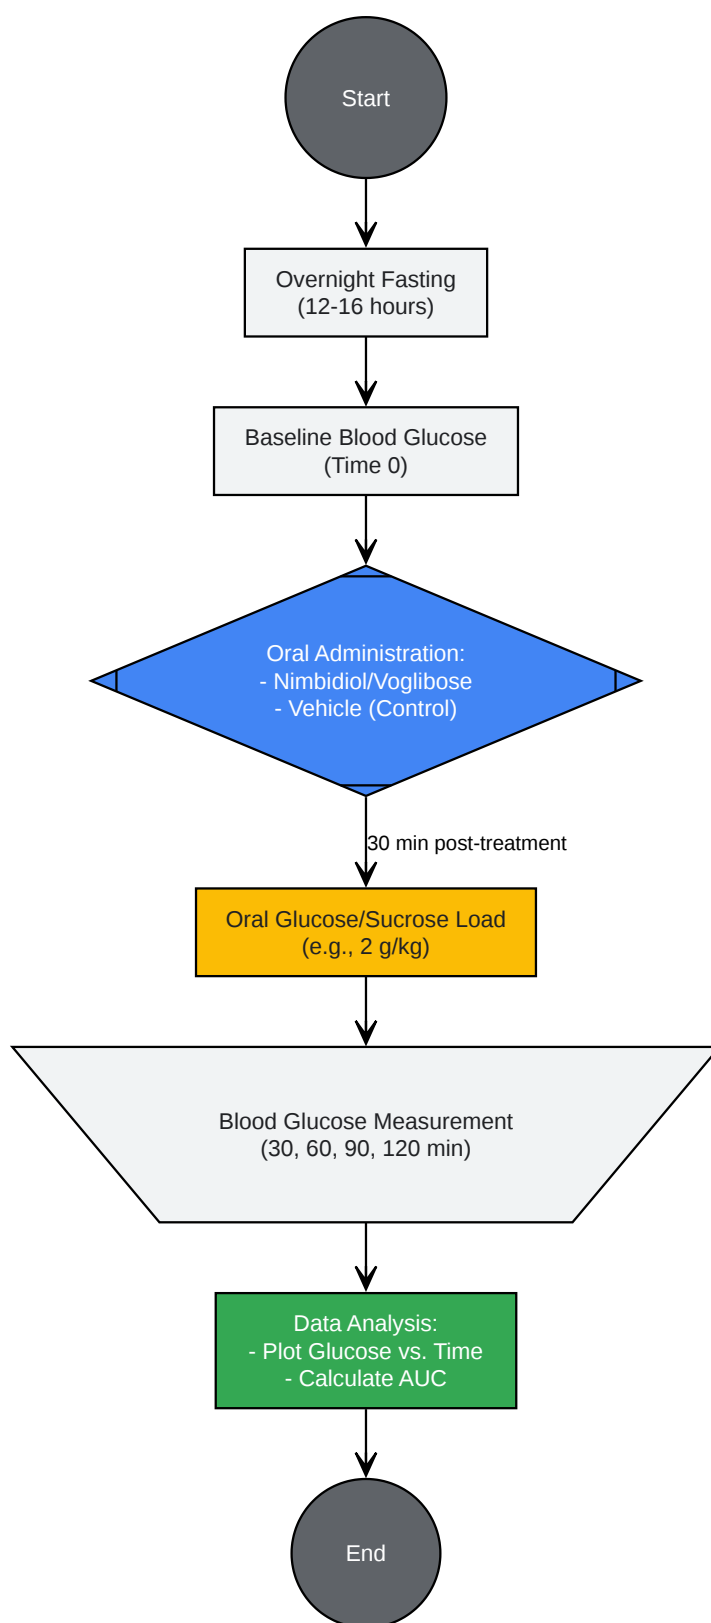 Start
Overnight Fasting
(12-16 hours)
Baseline Blood Glucose
(Time 0)
Oral Administration:
- Nimbidiol/Voglibose
- Vehicle (Control)
30 min post-treatment
Oral Glucose/Sucrose Load
(e.g., 2 g/kg)
Blood Glucose Measurement
(30, 60, 90, 120 min)
Data Analysis:
- Plot Glucose vs. Time
- Calculate AUC
End